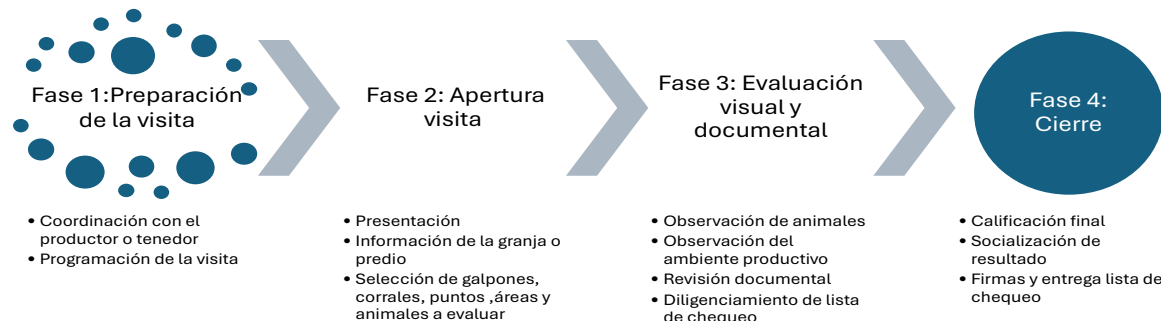 Fase 1:Preparación
de la visita
• Coordinación con el
productor o tenedor
• Programación de la visita
Fase 2: Apertura
visita
• Presentación
• Información de la granja o
predio
• Selección de galpones,
corrales, puntos ,áreas y
animales a evaluar
Fase 3: Evaluación
visual y
documental
• Observación de animales
• Observación del
ambiente productivo
• Revisión documental
• Diligenciamiento de lista
de chequeo
Fase 4:
Cierre
• Calificación final
• Socialización de
resultado
• Firmas y entrega lista de
chequeo